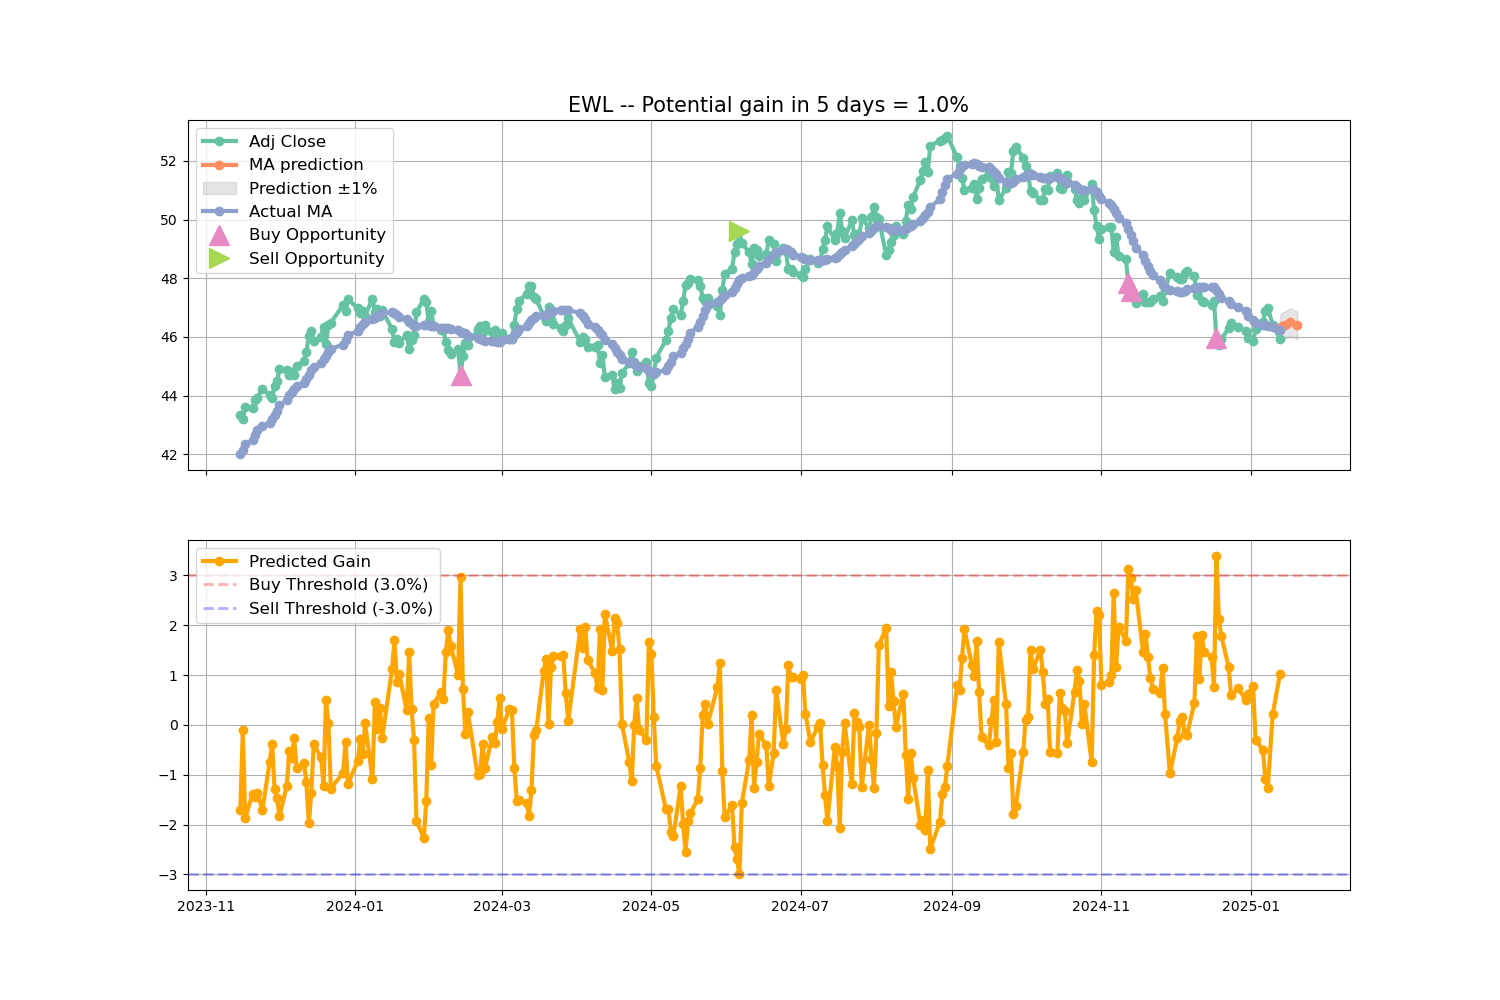 EWL -- Potential gain in 5 days = 1.0%
Adj Close
MA prediction
Prediction ±1%
Actual MA
Buy Opportunity
Sell Opportunity
52
50
48
46
44
42
Predicted Gain
Buy Threshold (3.0%)
Sell Threshold (-3.0%)
3
2
1
0
−1
−2
−3
2023-11
2024-01
2024-03
2024-05
2024-07
2024-09
2024-11
2025-01